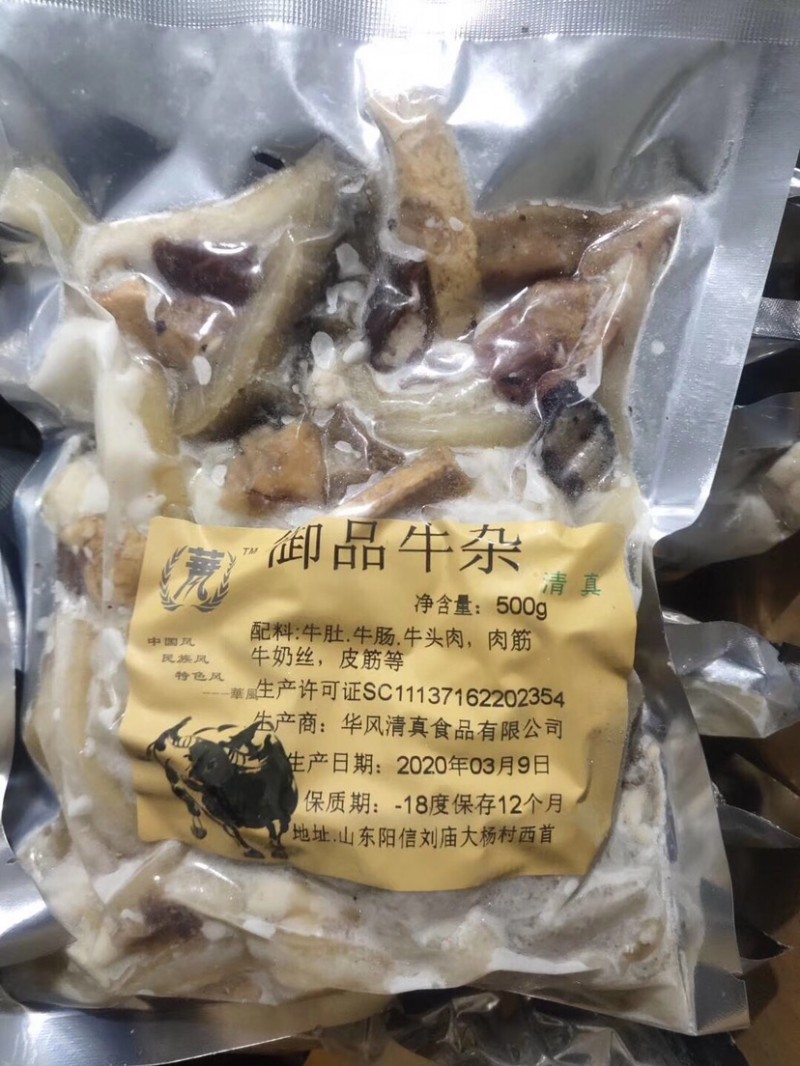 華 TM
御品牛杂
清真
净含量：500g
配料:牛肚.牛肠.牛头肉，肉筋
牛奶丝，皮筋等
中国风
民族风
特色风
---華風
生产许可证SC11137162202354
生产商：华风清真食品有限公司
生产日期：2020年03月9日
保质期：-18度保存12个月
地址.山东阳信刘庙大杨村西首